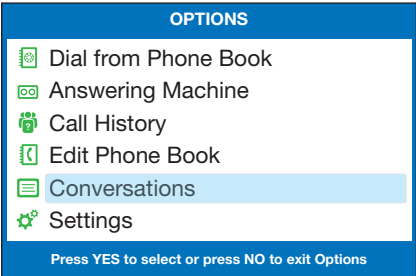 OPTIONS
Dial from Phone Book
Answering Machine
Call History
Edit Phone Book
Conversations
Settings
Press YES to select or press NO to exit Options